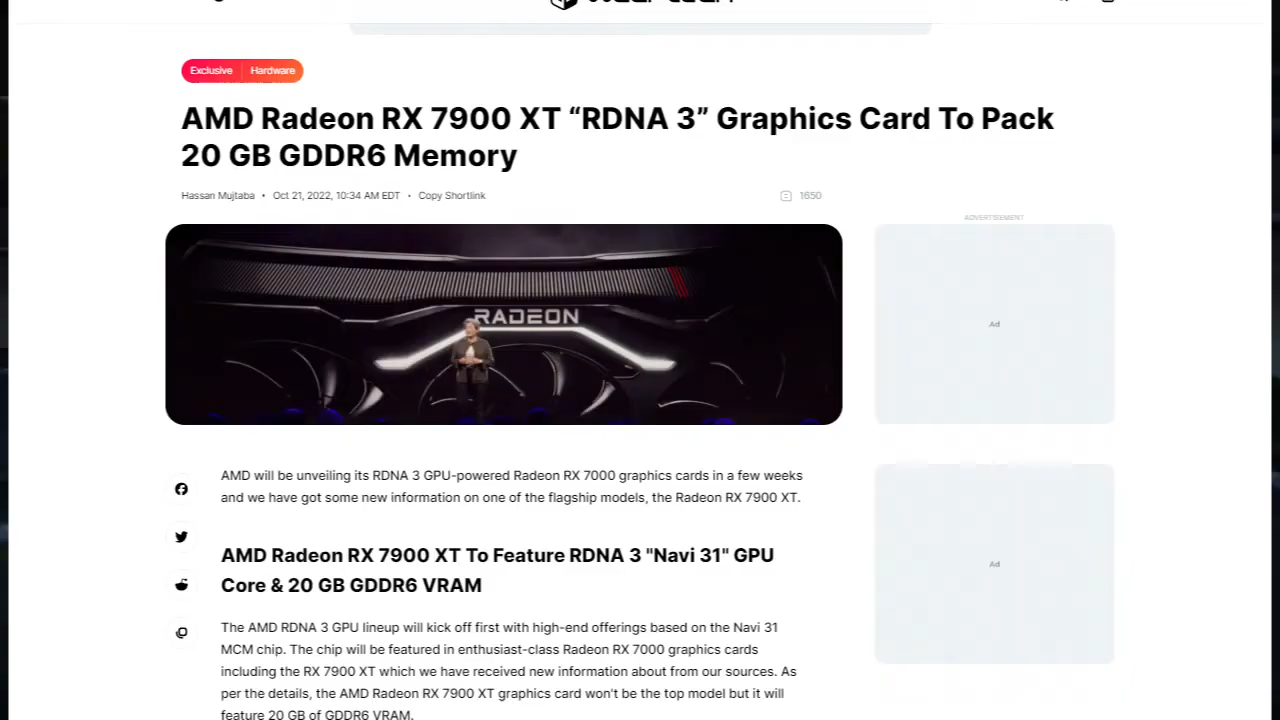 Exclusive Hardware
AMD Radeon RX 7900 XT “RDNA 3” Graphics Card To Pack
20 GB GDDR6 Memory
Hassan Mujtaba • Oct 21, 2022, 10:34 AM EDT • Copy Shortlink
1650
ADVERTISEMENT
RADEON
Ad
AMD will be unveiling its RDNA 3 GPU-powered Radeon RX 7000 graphics cards in a few weeks
and we have got some new information on one of the flagship models, the Radeon RX 7900 XT.
AMD Radeon RX 7900 XT To Feature RDNA 3 "Navi 31" GPU
Core & 20 GB GDDR6 VRAM
Ad
The AMD RDNA 3 GPU lineup will kick off first with high-end offerings based on the Navi 31
MCM chip. The chip will be featured in enthusiast-class Radeon RX 7000 graphics cards
including the RX 7900 XT which we have received new information about from our sources. As
per the details, the AMD Radeon RX 7900 XT graphics card won't be the top model but it will
feature 20 GB of GDDR6 VRAM.